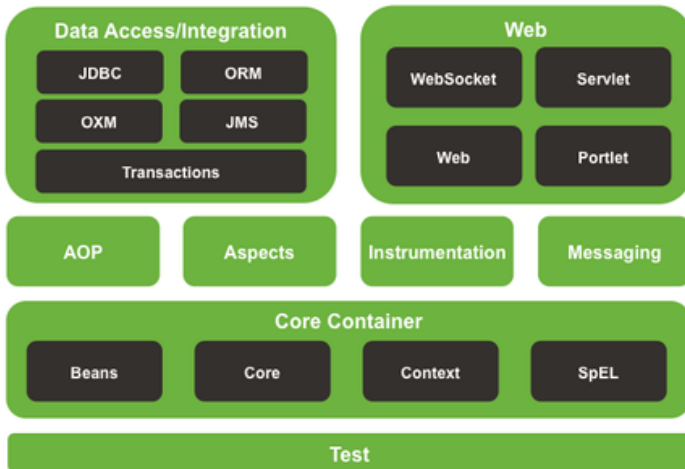 Data Access/Integration
JDBC
ORM
OXM
JMS
Transactions
Web
WebSocket
Servlet
Web
Portlet
AOP
Aspects
Instrumentation
Messaging
Core Container
Beans
Core
Context
SpEL
Test